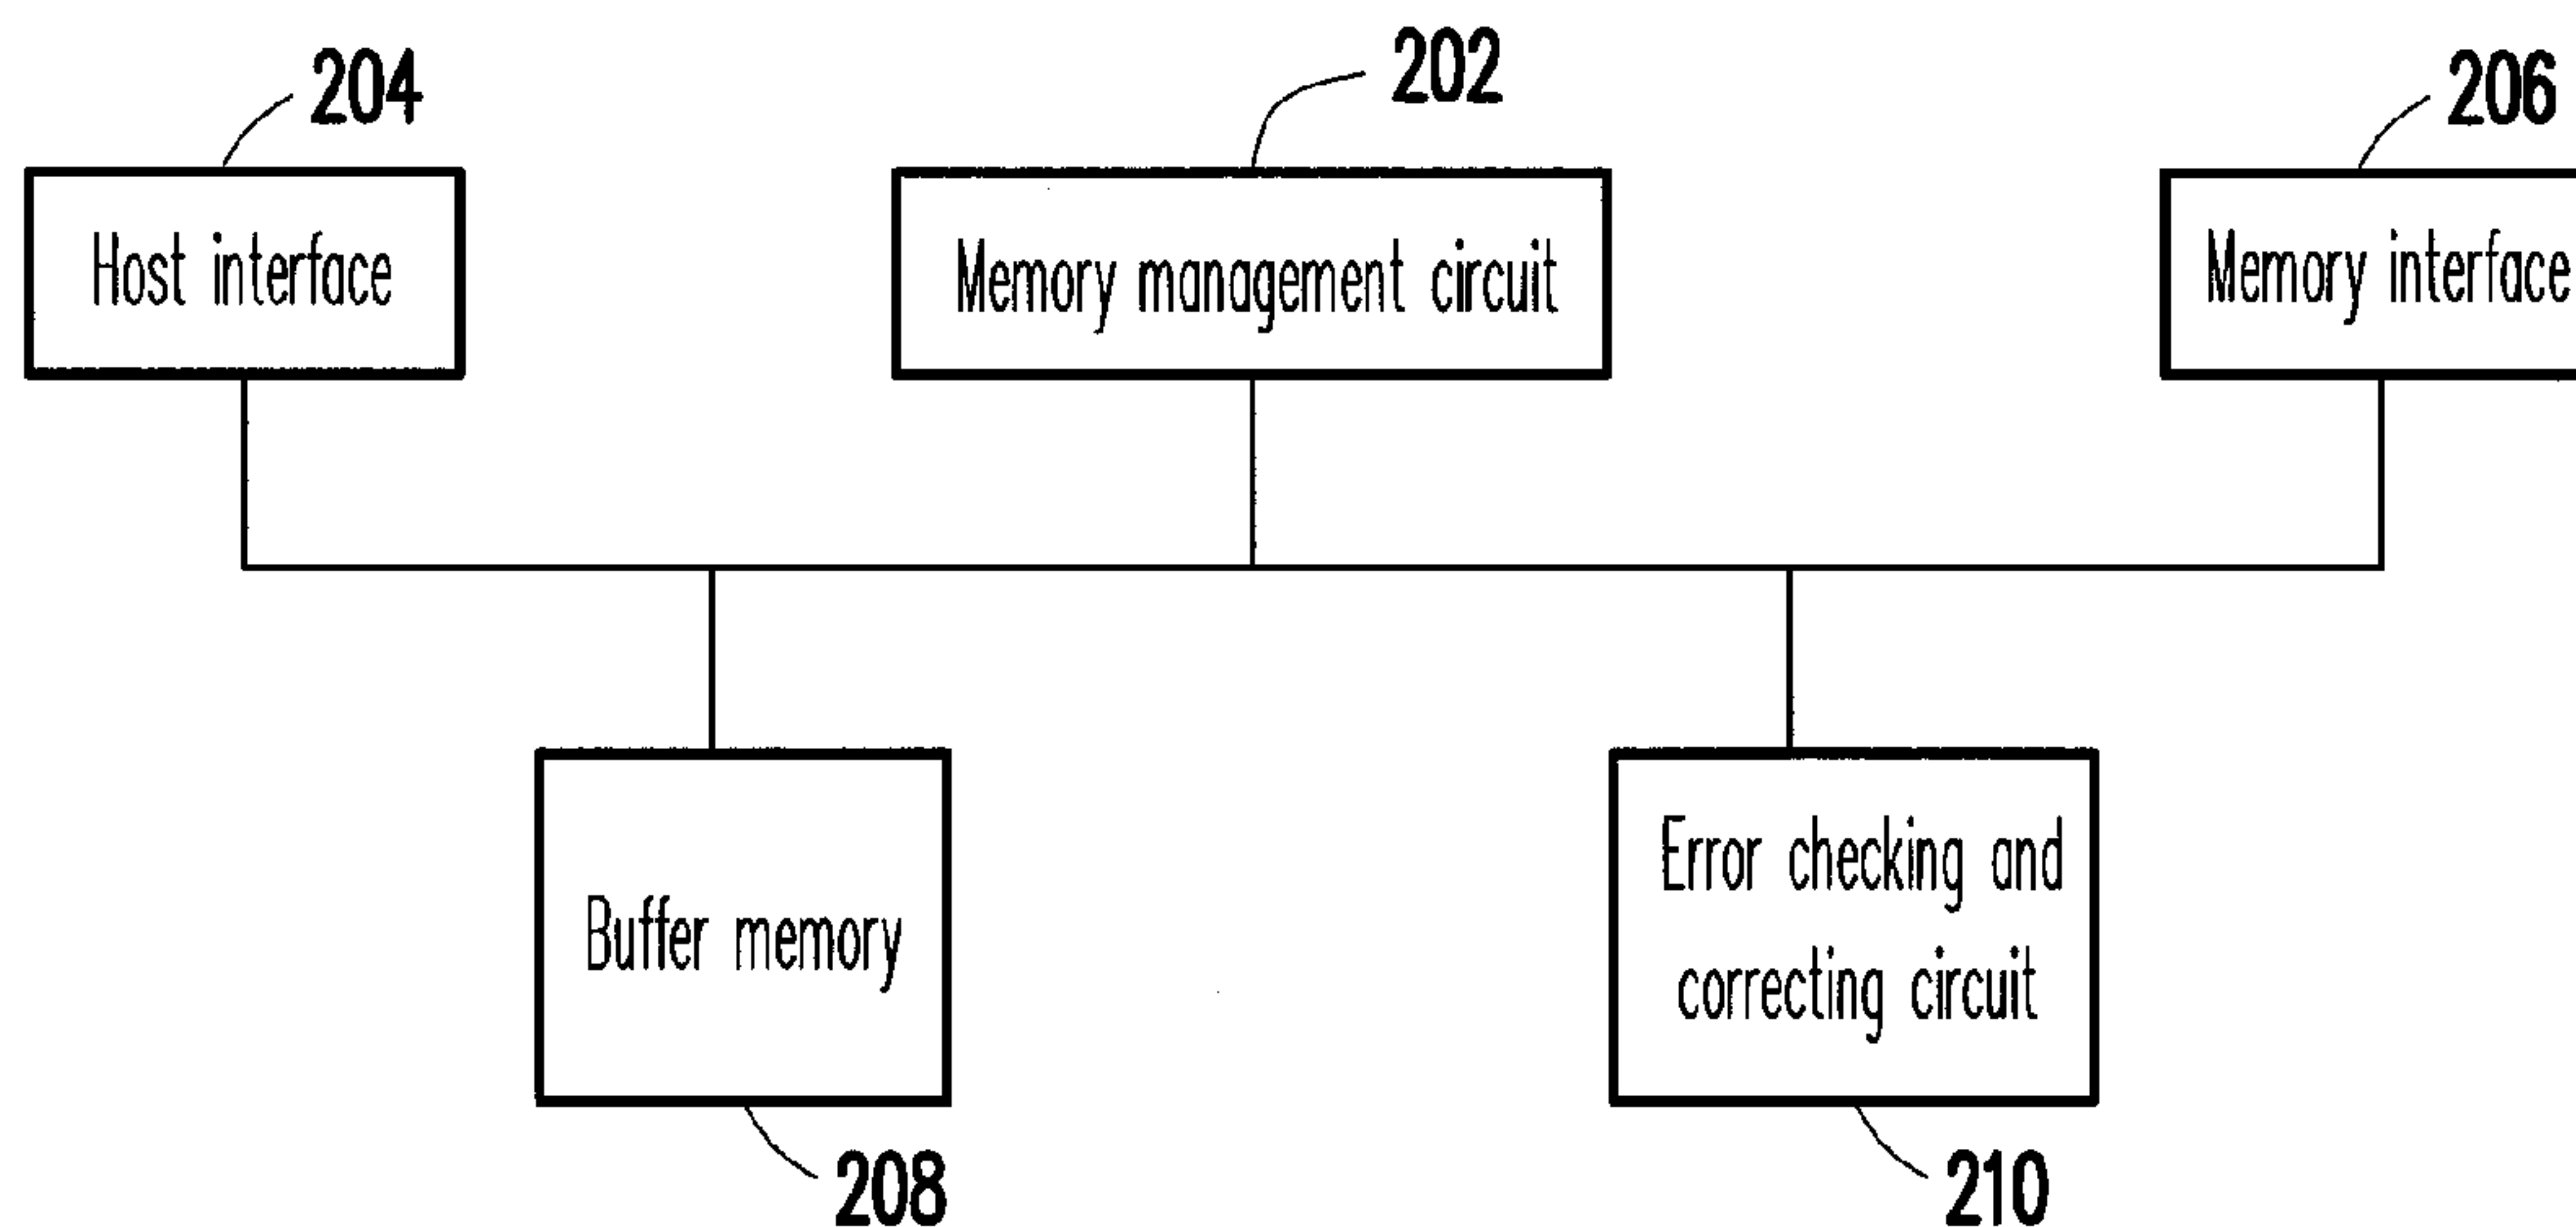 204
202
206
Host interface
Memory management circuit
Memory interface
Buffer memory
Error checking and
correcting circuit
208
210